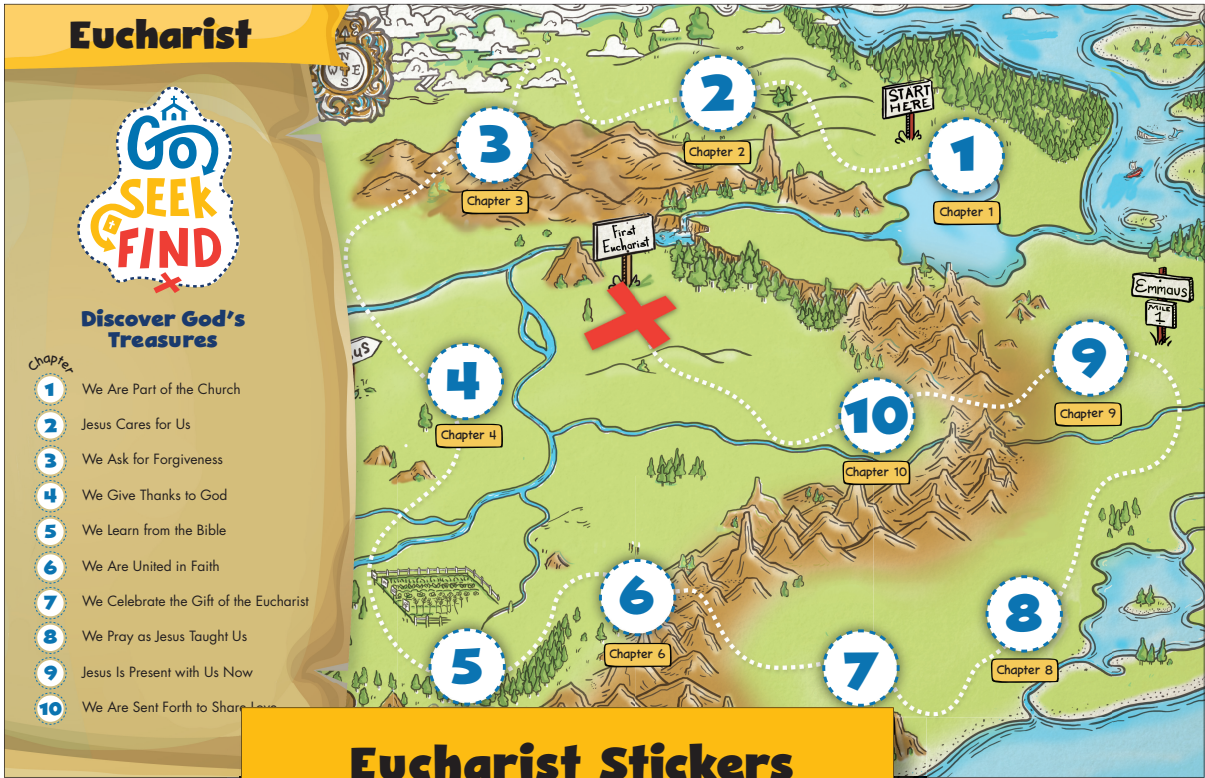 Eucharist
N
W E
S
GO
SEEK
FIND
Discover God's
Treasures
Chapter
1 We Are Part of the Church
2 Jesus Cares for Us
3 We Ask for Forgiveness
4 We Give Thanks to God
5 We Learn from the Bible
6 We Are United in Faith
7 We Celebrate the Gift of the Eucharist
8 We Pray as Jesus Taught Us
9 Jesus Is Present with Us Now
10 We Are Sent Forth to Share Love
START
HERE
1
Chapter 1
2
Chapter 2
3
Chapter 3
us
4
Chapter 4
5
6
Chapter 6
7
8
Chapter 8
Emmaus
MILE
1
9
Chapter 9
10
Chapter 10
First
Eucharist
Eucharist Stickers